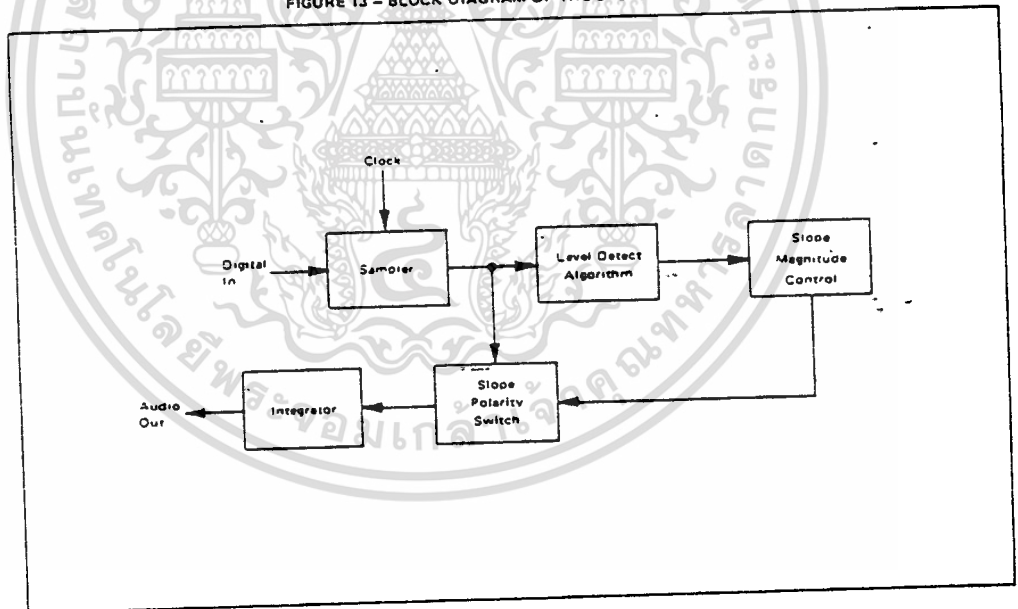 FIGURE 13 – BLOCK DIAGRAM OF
Clock
Digital
In
Sampler
Level Detect
Algorithm
Slope
Magnitude
Control
Slope
Polarity
Switch
Integrator
Audio
Out